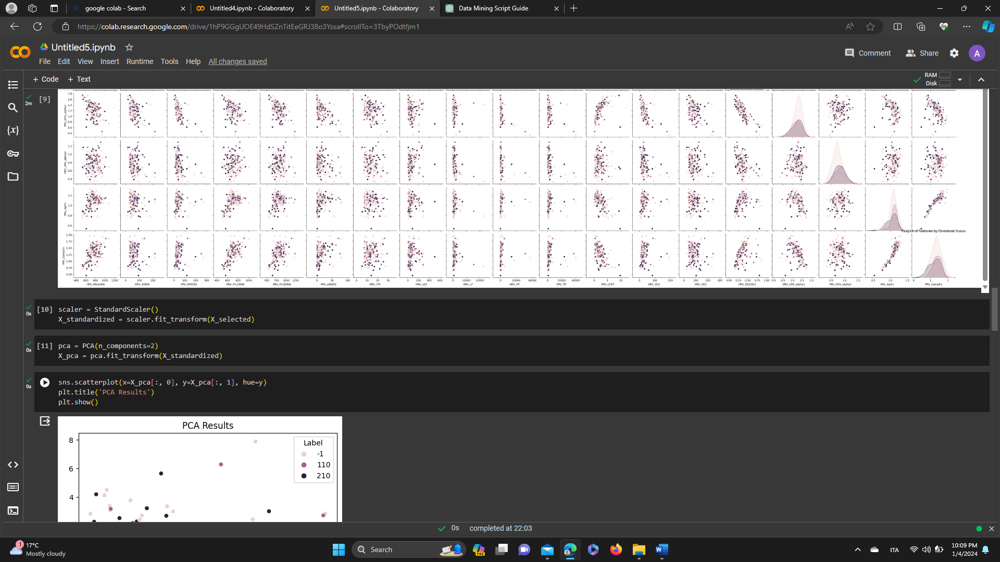 google colab - Search
Untitled4.ipynb - Colaboratory
Untitled5.ipynb - Colaboratory
Data Mining Script Guide
https://colab.research.google.com/drive/1hP9GGgUOE49HdSZnTitEeGRJ38o3Yssa#scrollTo=3TbyPOdtfjm1
Untitled5.ipynb
Comment
Share
A
File Edit View Insert Runtime Tools Help All changes saved
+ Code + Text
RAM
Disk
[9]
2m
HRV_DFA_alpha1
HRV_DFA_alpha2
HRV_ApEn
Pairplot of Features by Emotional States
HRV_SampEn
HRV_MeanNN HRV_SDNN HRV_RMSSD HRV_Prc20NN HRV_Prc80NN HRV_pNN50 HRV_HTI HRV_VLF HRV_LF HRV_HF HRV_TP HRV_LFHF HRV_SD1 HRV_SD2 HRV_SD1SD2 HRV_DFA_alpha1 HRV_DFA_alpha2 HRV_ApEn HRV_SampEn
0s
[10] scaler = StandardScaler()
X_standardized = scaler.fit_transform(X_selected)
0s
[11] pca = PCA(n_components=2)
X_pca = pca.fit_transform(X_standardized)
0s
sns.scatterplot(x=X_pca[:, 0], y=X_pca[:, 1], hue=y)
plt.title('PCA Results')
plt.show()
PCA Results
8
6
4
Label
-1
110
210
0s completed at 22:03
1
17°C
Mostly cloudy
Search
PRE
ITA
10:09 PM
1/4/2024